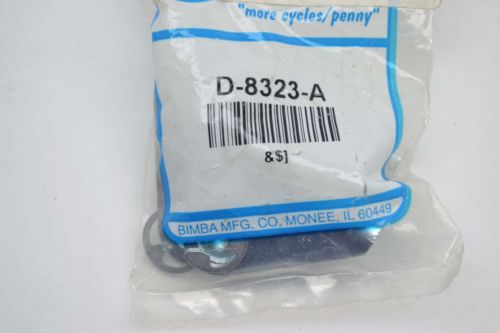 "more cycles/penny"
D-8323-A
&$]
BIMBA MFG. CO. MONEE, IL 60449